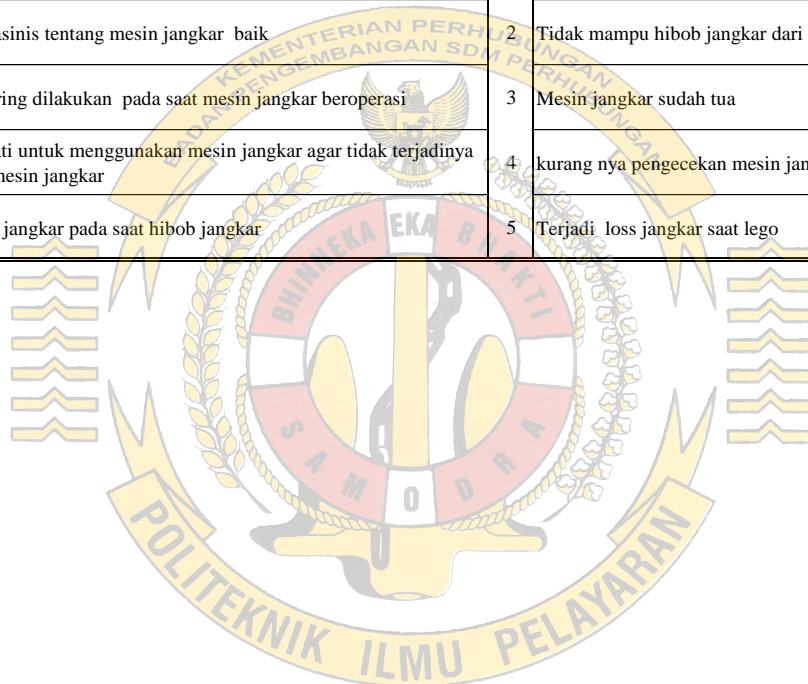 asinis tentang mesin jangkar baik 2 Tidak mampu hibob jangkar dari
ring dilakukan pada saat mesin jangkar beroperasi 3 Mesin jangkar sudah tua
ti untuk menggunakan mesin jangkar agar tidak terjadinya
mesin jangkar 4 kurang nya pengecekan mesin jan
jangkar pada saat hibob jangkar 5 Terjadi loss jangkar saat lego
KEMENTERIAN PERHUBUNGAN
BADAN PENGEMBANGAN SDM PERHUBUNGAN
BHINNEKA EKA BHAKTI
SAMODRA
POLITEKNIK ILMU PELAYARAN